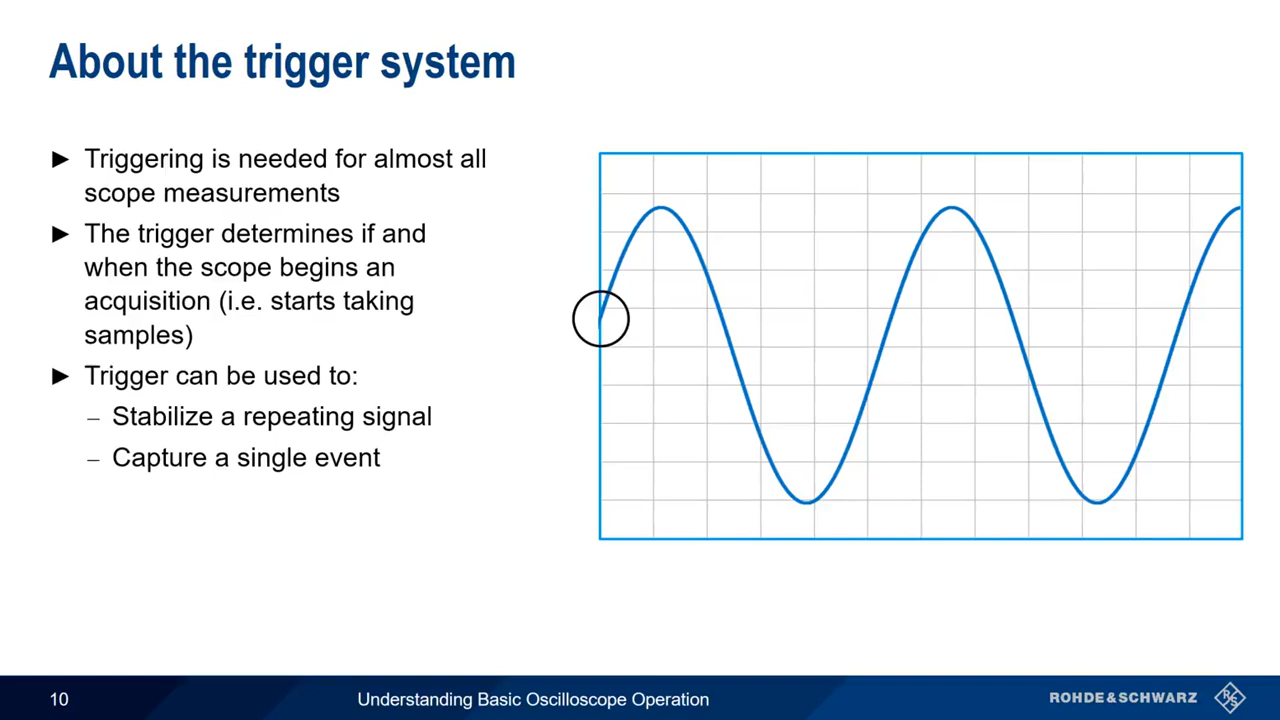 About the trigger system
► Triggering is needed for almost all
scope measurements
► The trigger determines if and
when the scope begins an
acquisition (i.e. starts taking
samples)
► Trigger can be used to:
– Stabilize a repeating signal
– Capture a single event
10
Understanding Basic Oscilloscope Operation
ROHDE & SCHWARZ
R&S